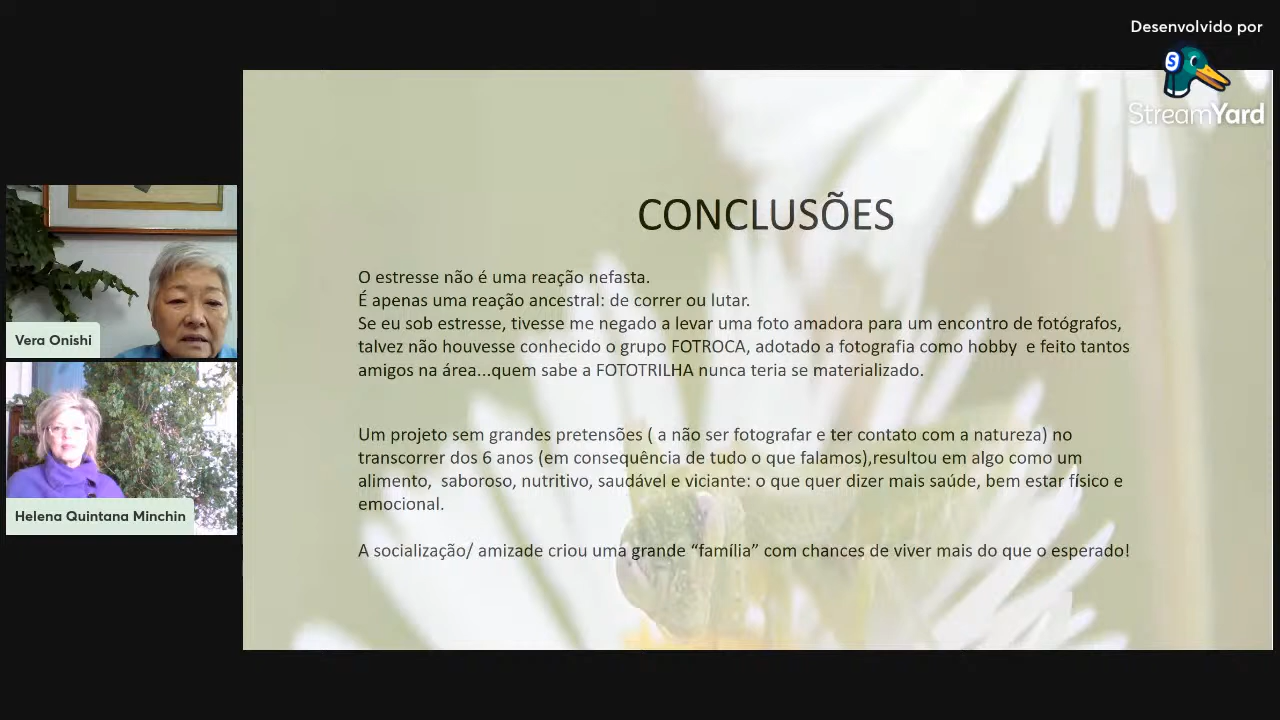 Desenvolvido por
StreamYard
CONCLUSÕES
O estresse não é uma reação nefasta.
É apenas uma reação ancestral: de correr ou lutar.
Se eu sob estresse, tivesse me negado a levar uma foto amadora para um encontro de fotógrafos,
talvez não houvesse conhecido o grupo FOTROCA, adotado a fotografia como hobby e feito tantos
amigos na área...quem sabe a FOTOTRILHA nunca teria se materializado.
Um projeto sem grandes pretensões ( a não ser fotografar e ter contato com a natureza) no
transcorrer dos 6 anos (em consequência de tudo o que falamos),resultou em algo como um
alimento, saboroso, nutritivo, saudável e viciante: o que quer dizer mais saúde, bem estar físico e
emocional.
A socialização/ amizade criou uma grande “família” com chances de viver mais do que o esperado!
Vera Onishi
Helena Quintana Minchin